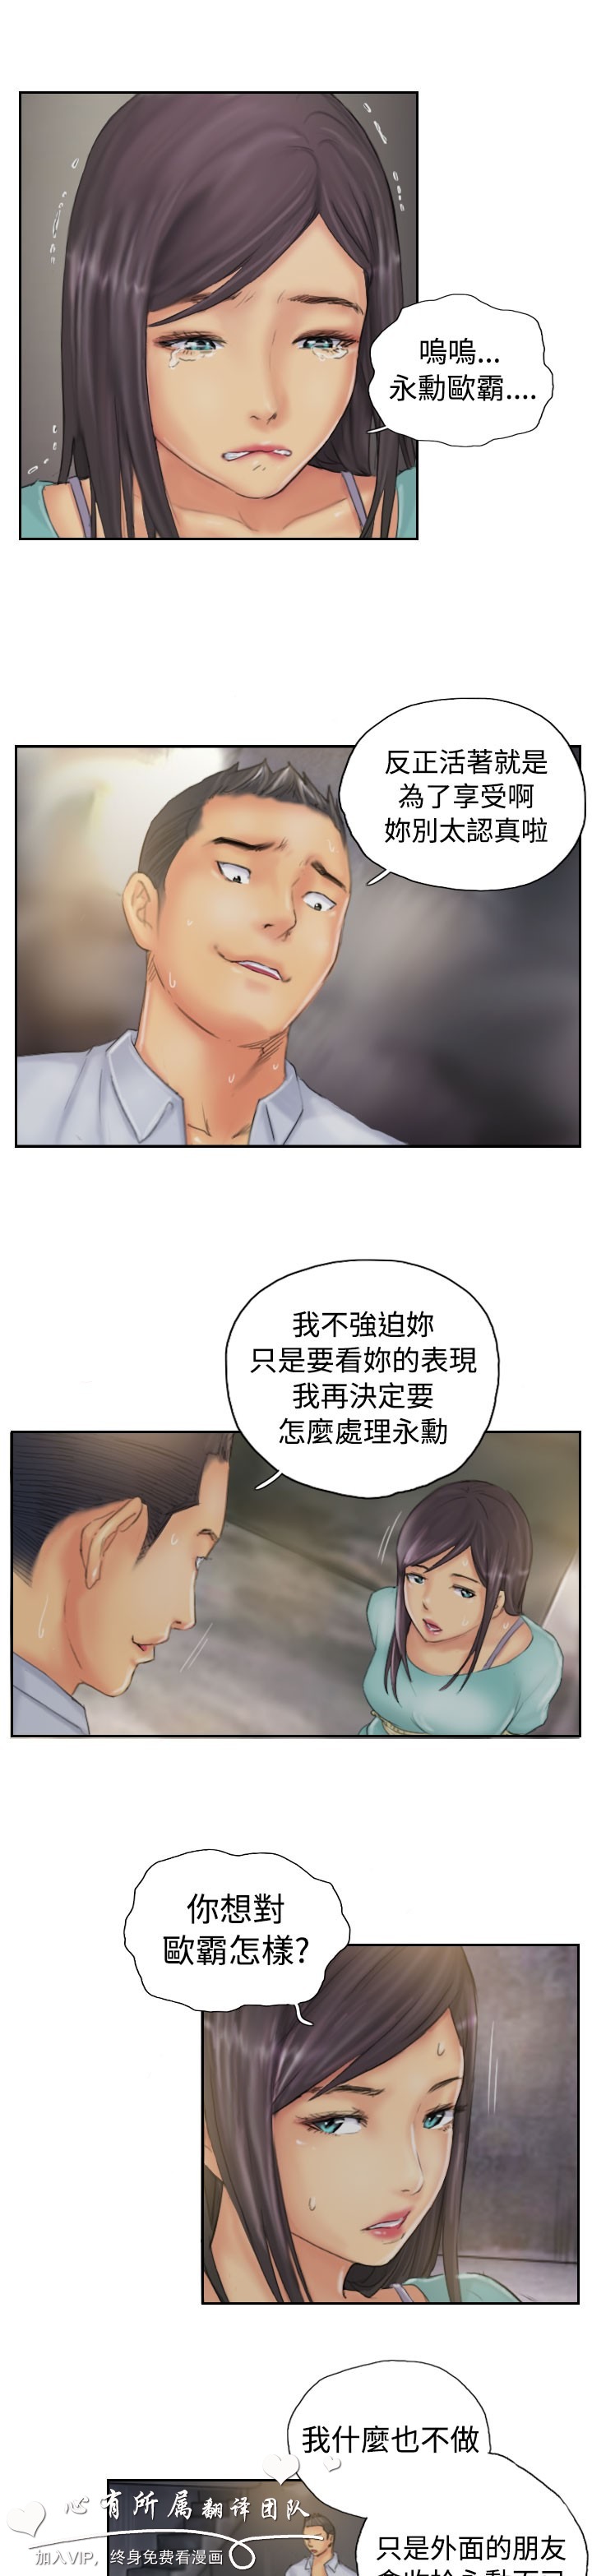 嗚嗚...
永勳歐霸....
反正活著就是
為了享受啊
妳別太認真啦
我不強迫妳
只是要看妳的表現
我再決定要
怎麼處理永勳
你想對
歐霸怎樣?
我什麼也不做
只是外面的朋友
心有所属翻译团队
加入VIP，终身免费看漫画